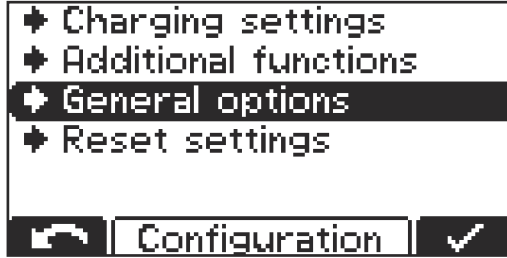 Charging settings
Additional functions
General options
Reset settings
Configuration